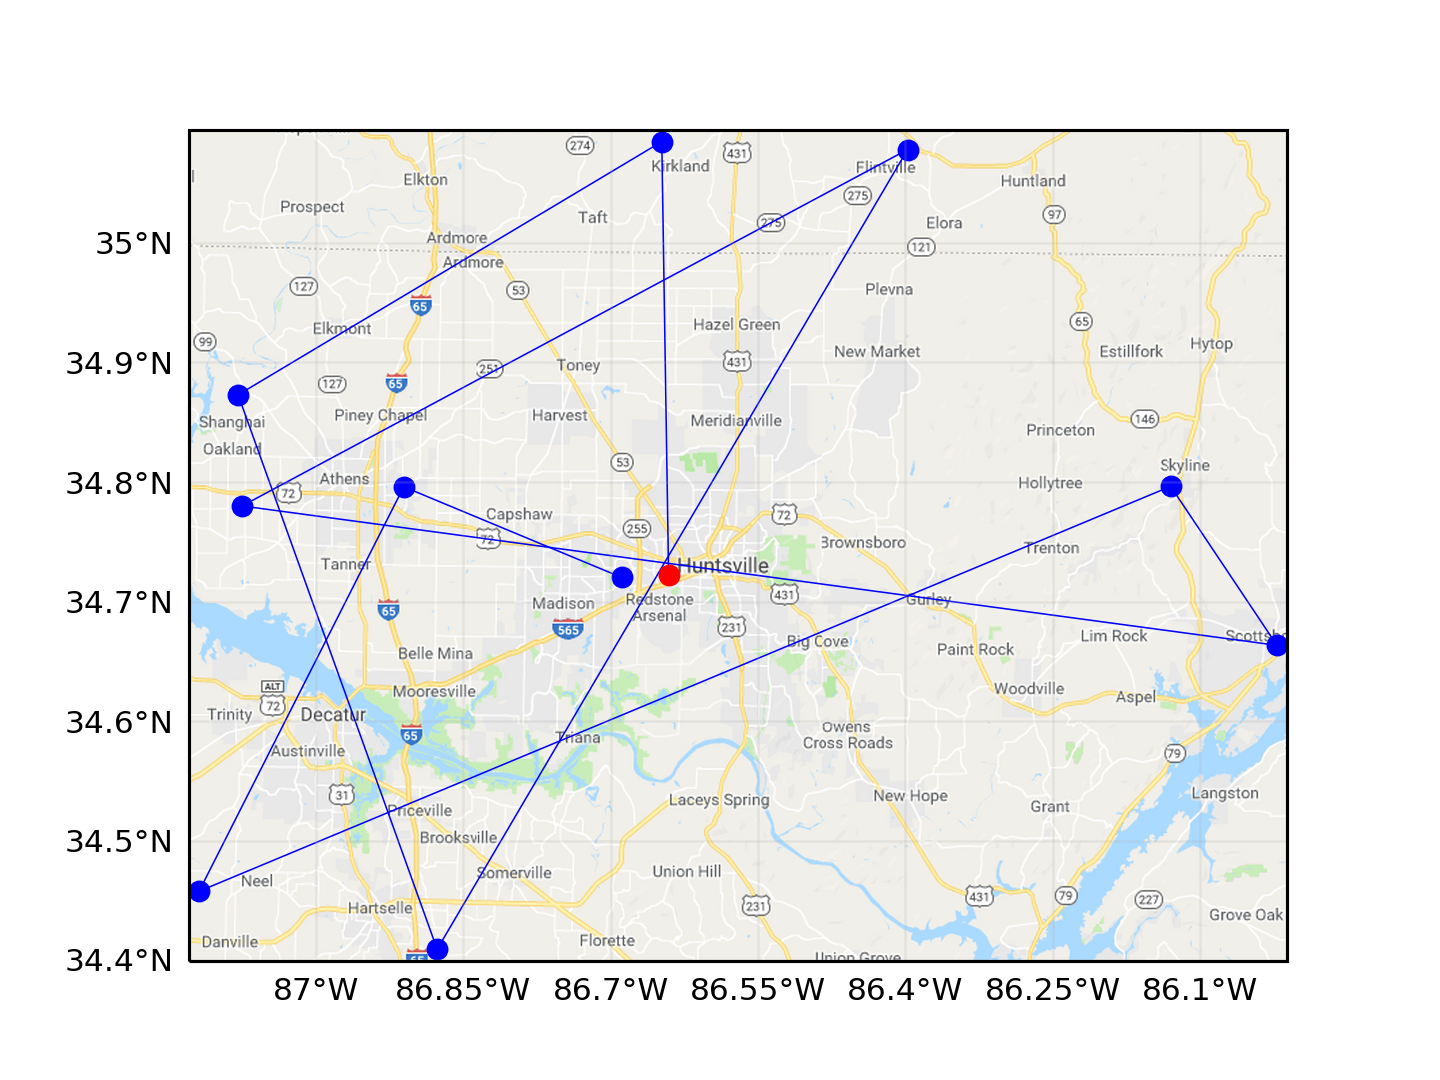 274
Kirkland
431
Flintville
Elkton
275
Huntland
Prospect
Taft
275
Elora
97
Ardmore
35°N
121
Ardmore
127
53
Plevna
65
Elkmont
Hazel Green
65
99
New Market
Estillfork
Hytop
34.9°N
251
Toney
431
127
65
Piney Chapel
Harvest
Meridianville
146
Shanghai
Princeton
Oakland
53
Skyline
34.8°N
72
Athens
Hollytree
Capshaw
255
72
72
Brownsboro
Trenton
Tanner
Huntsville
34.7°N
65
Madison
Redstone
Arsenal
431
Gurley
565
231
Big Cove
Lim Rock
Belle Mina
Paint Rock
ALT
72
Mooresville
Woodville
Aspel
34.6°N
Trinity
Decatur
65
Triana
Owens
Cross Roads
Austinville
79
31
Priceville
Laceys Spring
New Hope
Grant
Langston
34.5°N
Brooksville
Neel
Somerville
Union Hill
231
431
79
227
Hartselle
Grove Oak
Danville
Florette
34.4°N
Union Grove
87°W 86.85°W 86.7°W 86.55°W 86.4°W 86.25°W 86.1°W